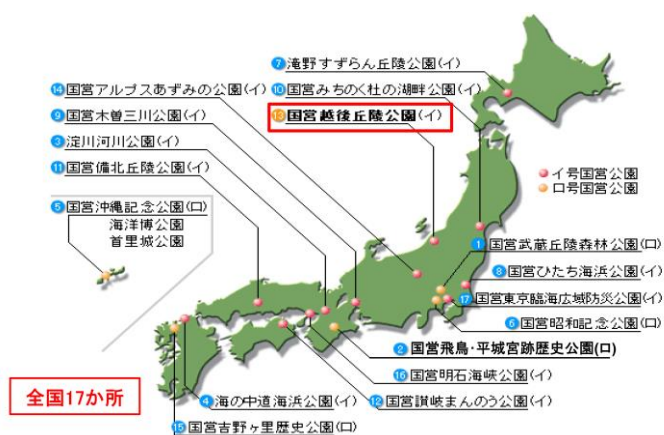 ⑦滝野すずらん丘陵公園(イ)
⑭国営アルプスあずみの公園(イ)
⑩国営みちのく杜の湖畔公園(イ)
⑨国営木曽三川公園(イ)
⑬国営越後丘陵公園(イ)
③淀川河川公園(イ)
⑪国営備北丘陵公園(イ)
●イ号国営公園
●ロ号国営公園
⑤国営沖縄記念公園(ロ)
海洋博公園
首里城公園
①国営武蔵丘陵森林公園(ロ)
⑧国営ひたち海浜公園(イ)
⑰国営東京臨海広域防災公園(イ)
⑥国営昭和記念公園(ロ)
②国営飛鳥・平城宮跡歴史公園(ロ)
⑯国営明石海峡公園(イ)
全国17か所
④海の中道海浜公園(イ)
⑫国営讃岐まんのう公園(イ)
⑮国営吉野ヶ里歴史公園(ロ)